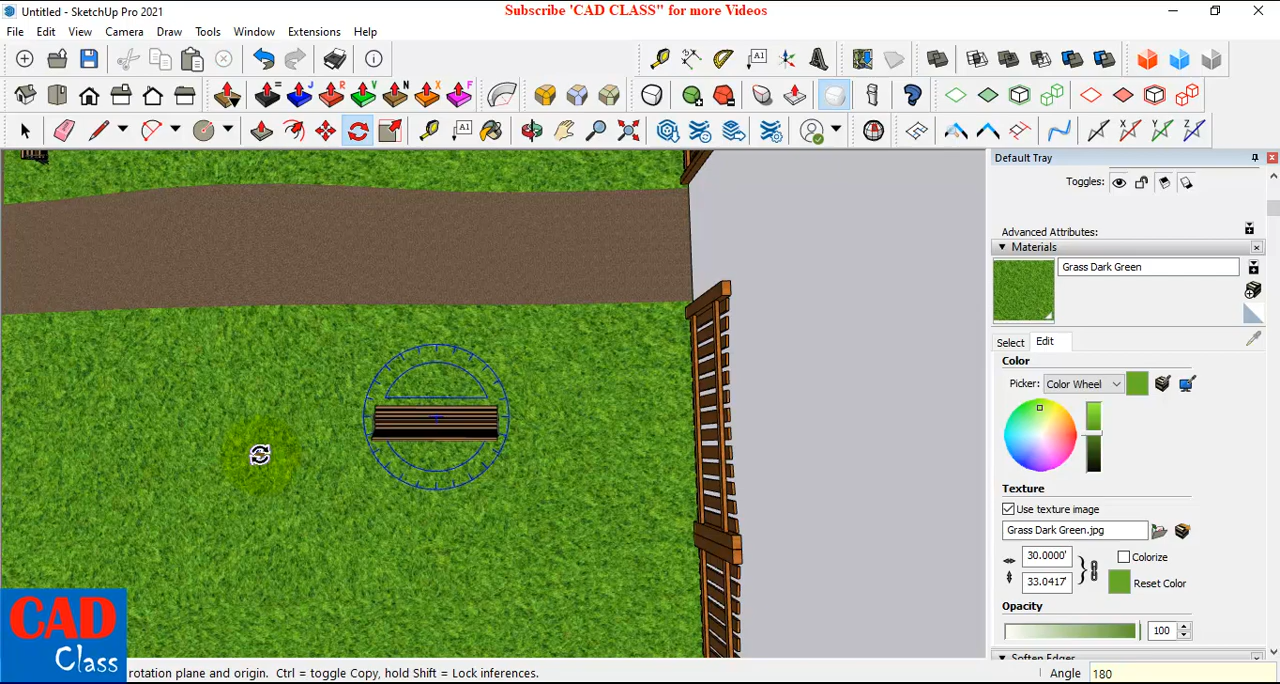 Untitled - SketchUp Pro 2021
Subscribe 'CAD CLASS" for more Videos
File Edit View Camera Draw Tools Window Extensions Help
Default Tray
Toggles:
Advanced Attributes:
Materials
Grass Dark Green
Select Edit
Color
Picker: Color Wheel
Texture
Use texture image
Grass Dark Green.jpg
30.0000'
Colorize
33.0417'
Reset Color
Opacity
100
Soften Edges
CAD
Class
rotation plane and origin. Ctrl = toggle Copy, hold Shift = Lock inferences.
Angle 180